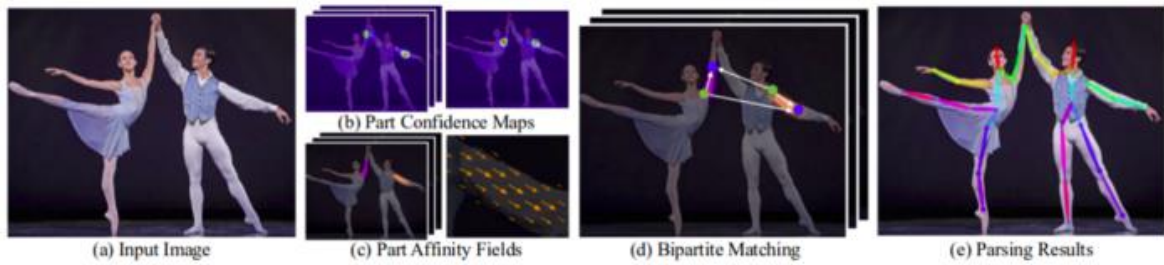 (b) Part Confidence Maps
(a) Input Image
(c) Part Affinity Fields
(d) Bipartite Matching
(e) Parsing Results